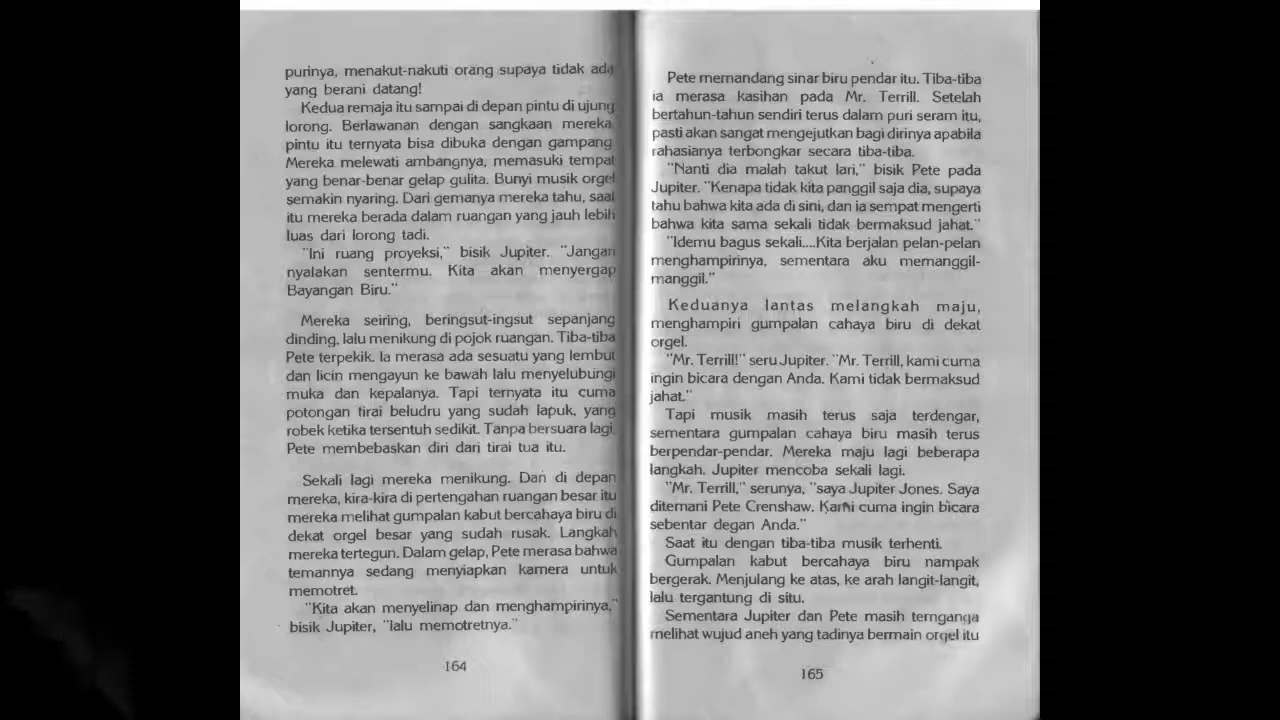 purinya, menakut-nakuti orang supaya tidak ada
yang berani datang!
Kedua remaja itu sampai di depan pintu di ujung
lorong. Berlawanan dengan sangkaan mereka
pintu itu ternyata bisa dibuka dengan gampang
Mereka melewati ambangnya, memasuki tempat
yang benar-benar gelap gulita. Bunyi musik orgel
semakin nyaring. Dari gemanya mereka tahu, saat
itu mereka berada dalam ruangan yang jauh lebih
luas dari lorong tadi.
"Ini ruang proyeksi," bisik Jupiter. "Jangan
nyalakan sentermu. Kita akan menyergap
Bayangan Biru."
Mereka seiring, beringsut-ingsut sepanjang
dinding, lalu menikung di pojok ruangan. Tiba-tiba
Pete terpekik. Ia merasa ada sesuatu yang lembut
dan licin mengayun ke bawah lalu menyelubungi
muka dan kepalanya. Tapi ternyata itu cuma
potongan tirai beludru yang sudah lapuk, yang
robek ketika tersentuh sedikit. Tanpa bersuara lagi
Pete membebaskan diri dari tirai tua itu.
Sekali lagi mereka menikung. Dan di depan
mereka, kira-kira di pertengahan ruangan besar itu
mereka melihat gumpalan kabut bercahaya biru di
dekat orgel besar yang sudah rusak. Langkah
mereka tertegun. Dalam gelap, Pete merasa bahwa
temannya sedang menyiapkan kamera untuk
memotret.
"Kita akan menyelinap dan menghampirinya,"
bisik Jupiter, "lalu memotretnya."
164
Pete memandang sinar biru pendar itu. Tiba-tiba
ia merasa kasihan pada Mr. Terrill. Setelah
bertahun-tahun sendiri terus dalam puri seram itu,
pasti akan sangat mengejutkan bagi dirinya apabila
rahasianya terbongkar secara tiba-tiba.
"Nanti dia malah takut lari," bisik Pete pada
Jupiter. "Kenapa tidak kita panggil saja dia, supaya
tahu bahwa kita ada di sini, dan ia sempat mengerti
bahwa kita sama sekali tidak bermaksud jahat."
"Idemu bagus sekali....Kita berjalan pelan-pelan
menghampirinya, sementara aku memanggil-
manggil."
Keduanya lantas melangkah maju,
menghampiri gumpalan cahaya biru di dekat
orgel.
"Mr. Terrill!" seru Jupiter. "Mr. Terrill, kami cuma
ingin bicara dengan Anda. Kami tidak bermaksud
jahat."
Tapi musik masih terus saja terdengar,
sementara gumpalan cahaya biru masih terus
berpendar-pendar. Mereka maju lagi beberapa
langkah. Jupiter mencoba sekali lagi.
"Mr. Terrill," serunya, "saya Jupiter Jones. Saya
ditemani Pete Crenshaw. Kami cuma ingin bicara
sebentar degan Anda."
Saat itu dengan tiba-tiba musik terhenti.
Gumpalan kabut bercahaya biru nampak
bergerak. Menjulang ke atas, ke arah langit-langit,
lalu tergantung di situ.
Sementara Jupiter dan Pete masih ternganga
melihat wujud aneh yang tadinya bermain orgel itu
165